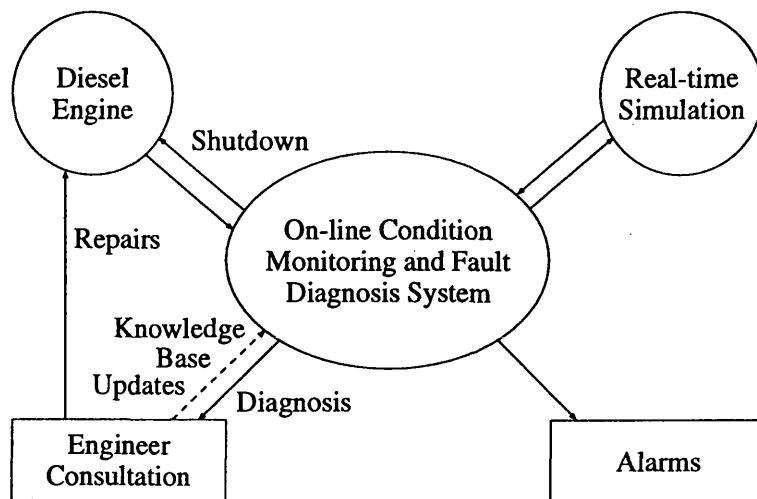 Diesel
Engine
Real-time
Simulation
Shutdown
On-line Condition
Monitoring and Fault
Diagnosis System
Repairs
Knowledge
Base
Updates
Diagnosis
Engineer
Consultation
Alarms